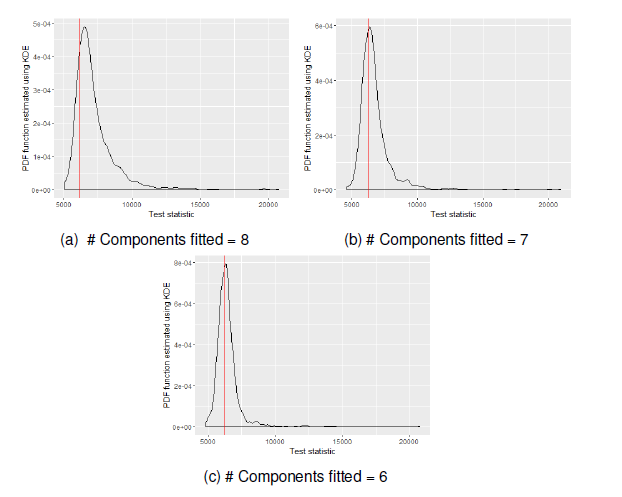 PDF function estimated using KDE
5e-04
4e-04
3e-04
2e-04
1e-04
0e+00
5000 10000 15000 20000
Test statistic
(a) # Components fitted = 8
PDF function estimated using KDE
6e-04
4e-04
2e-04
0e+00
5000 10000 15000 20000
Test statistic
(b) # Components fitted = 7
PDF function estimated using KDE
8e-04
6e-04
4e-04
2e-04
0e+00
5000 10000 15000 20000
Test statistic
(c) # Components fitted = 6